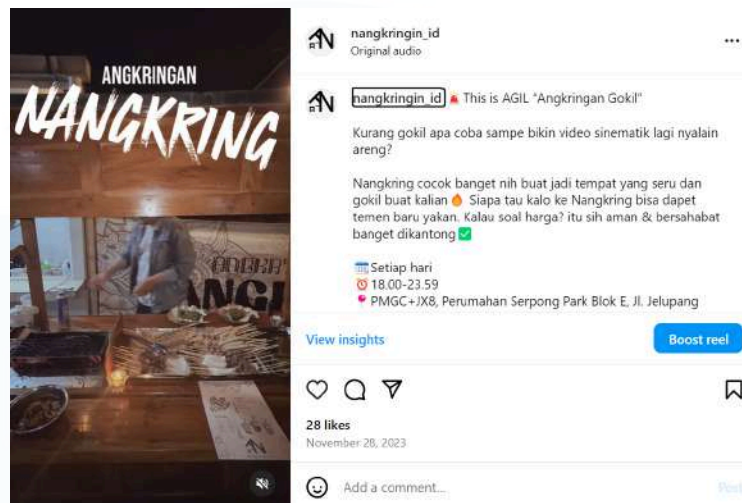 ANGKRINGAN
NANGKRING
ANGKR
ANGI
nangkringin_id
Original audio
nangkringin_id 🚨 This is AGIL "Angkringan Gokil"
Kurang gokil apa coba sampe bikin video sinematik lagi nyalain
areng?
Nangkring cocok banget nih buat jadi tempat yang seru dan
gokil buat kalian 🔥 Siapa tau kalo ke Nangkring bisa dapet
temen baru yakan. Kalau soal harga? itu sih aman & bersahabat
banget dikantong ✅
🗓️ Setiap hari
⏰ 18.00-23.59
📍 PMGC+JX8, Perumahan Serpong Park Blok E, Jl. Jelupang
View insights
Boost reel
28 likes
November 28, 2023
Add a comment...
Post